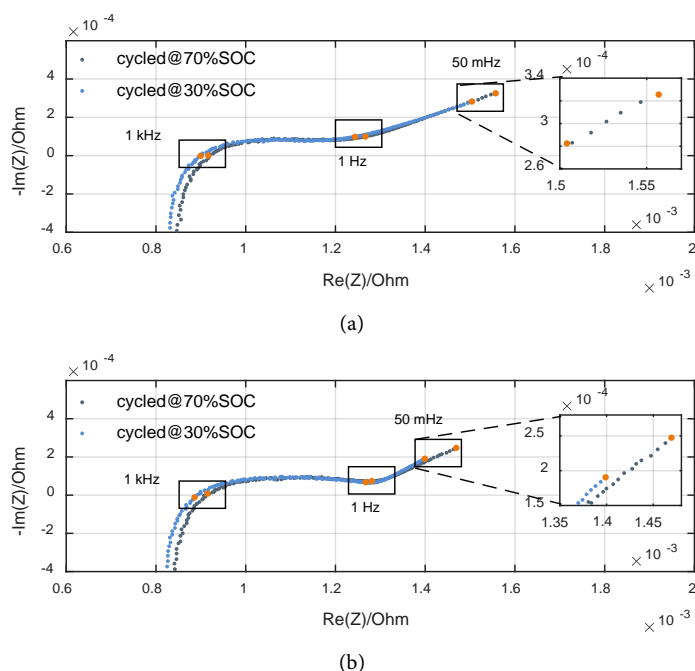 × 10⁻⁴
4
2
0
2
-4
-Im(Z)/Ohm
cycled@70%SOC
cycled@30%SOC
1 kHz
1 Hz
50 mHz
× 10⁻⁴
3.4
3
2.6
1.5
1.55
× 10⁻³
0.6
0.8
1
1.2
1.4
1.6
1.8
2
Re(Z)/Ohm
× 10⁻³
(a)
× 10⁻⁴
4
2
0
2
-4
-Im(Z)/Ohm
cycled@70%SOC
cycled@30%SOC
1 kHz
1 Hz
50 mHz
× 10⁻⁴
2.5
2
1.5
1.35
1.4
1.45
× 10⁻³
0.6
0.8
1
1.2
1.4
1.6
1.8
2
Re(Z)/Ohm
× 10⁻³
(b)